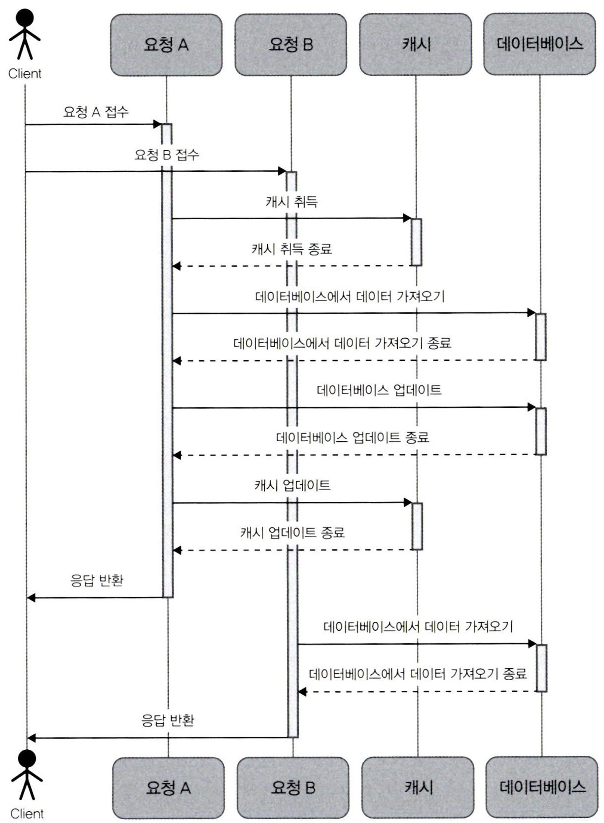 요청 A
요청 B
캐시
데이터베이스
Client
요청 A 접수
요청 B 접수
캐시 취득
캐시 취득 종료
데이터베이스에서 데이터 가져오기
데이터베이스에서 데이터 가져오기 종료
데이터베이스 업데이트
데이터베이스 업데이트 종료
캐시 업데이트
캐시 업데이트 종료
응답 반환
데이터베이스에서 데이터 가져오기
데이터베이스에서 데이터 가져오기 종료
응답 반환
요청 A
요청 B
캐시
데이터베이스
Client